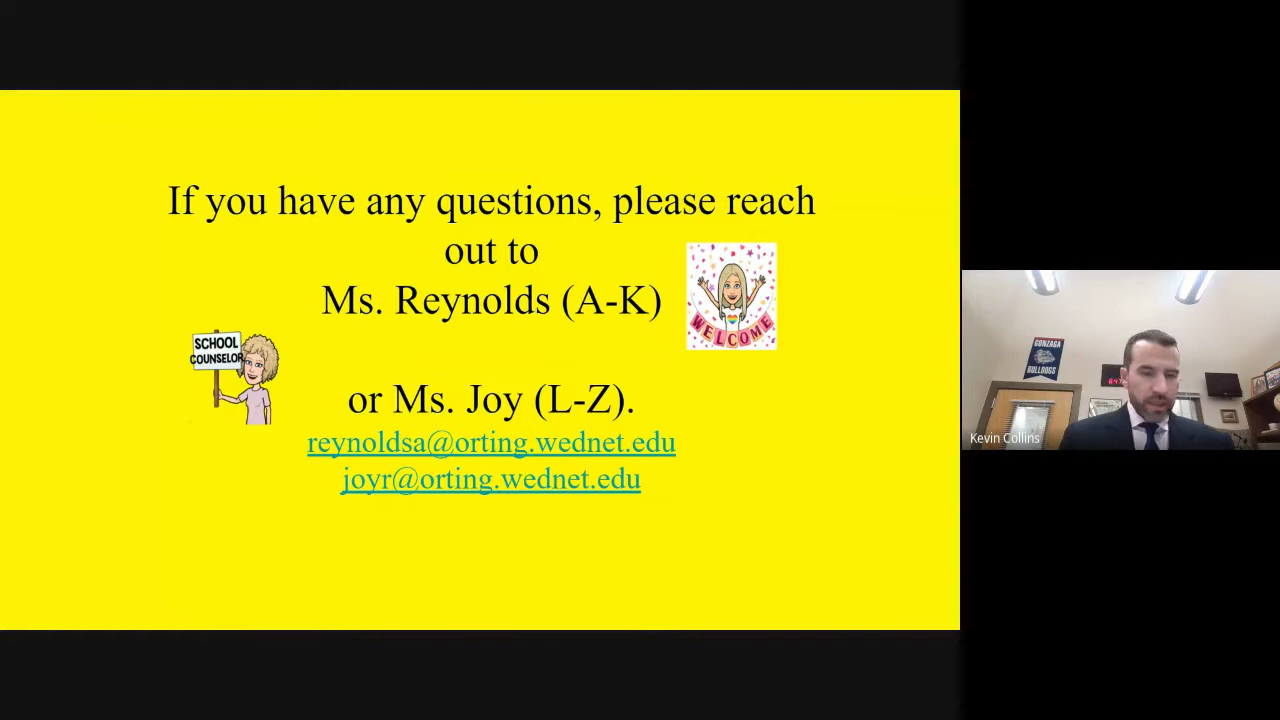 If you have any questions, please reach
out to
Ms. Reynolds (A-K)
WELCOME
SCHOOL
COUNSELOR
or Ms. Joy (L-Z).
reynoldsa@orting.wednet.edu
joyr@orting.wednet.edu
GONZAGA
BULLDOGS
Kevin Collins